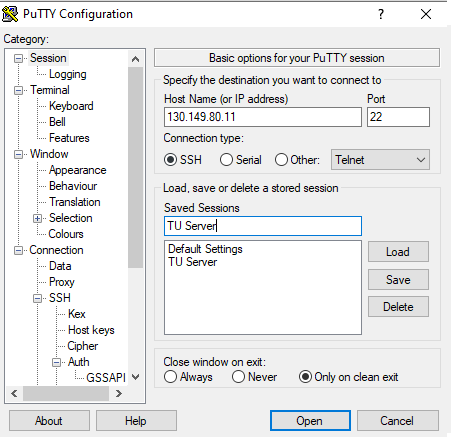 PuTTY Configuration
?
Category:
Session
Logging
Terminal
Keyboard
Bell
Features
Window
Appearance
Behaviour
Translation
Selection
Colours
Connection
Data
Proxy
SSH
Kex
Host keys
Cipher
Auth
GSSAPI
Basic options for your PuTTY session
Specify the destination you want to connect to
Host Name (or IP address) Port
130.149.80.11 22
Connection type:
SSH Serial Other: Telnet
Load, save or delete a stored session
Saved Sessions
TU Server
Default Settings
TU Server
Load
Save
Delete
Close window on exit:
Always Never Only on clean exit
About Help Open Cancel